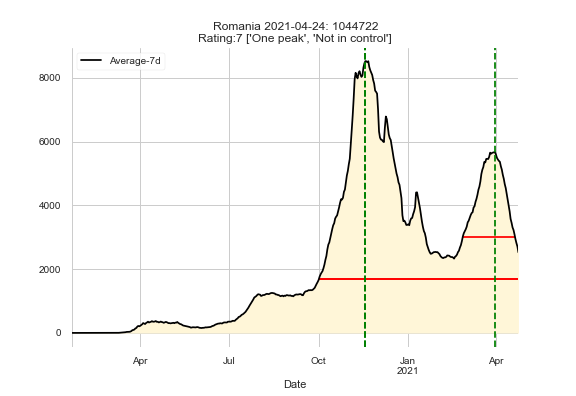 Romania 2021-04-24: 1044722
Rating:7 ['One peak', 'Not in control']
Average-7d
8000
6000
4000
2000
0
Apr
Jul
Oct
Jan
2021
Apr
Date